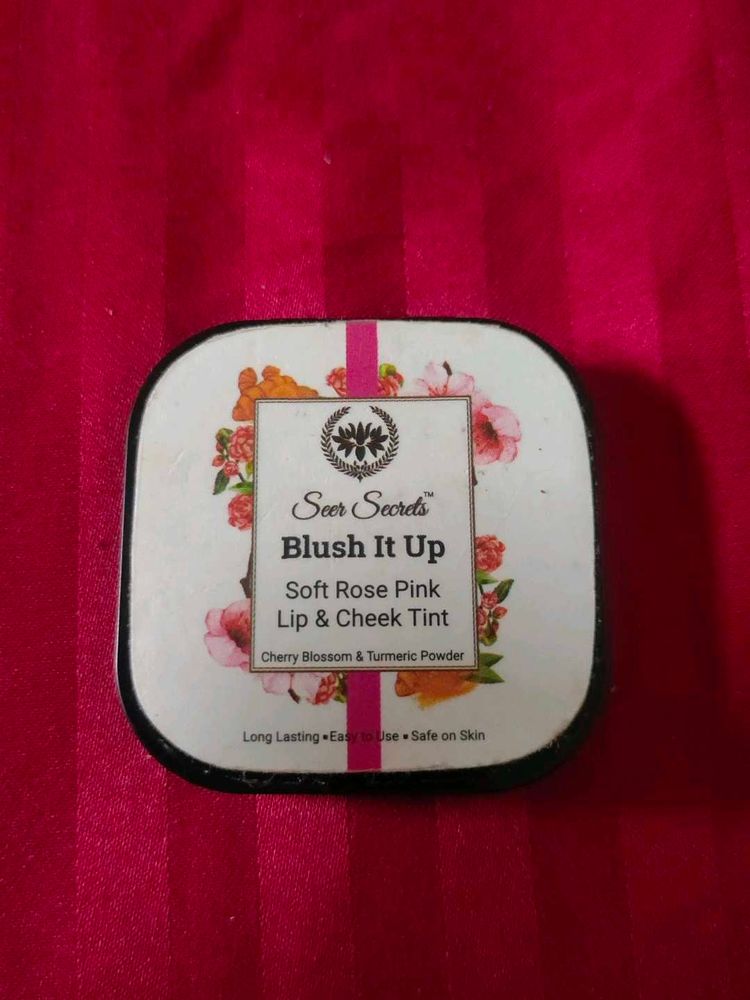 Seer Secrets™
Blush It Up
Soft Rose Pink
Lip & Cheek Tint
Cherry Blossom & Turmeric Powder
Long Lasting ▪ Easy to Use ▪ Safe on Skin